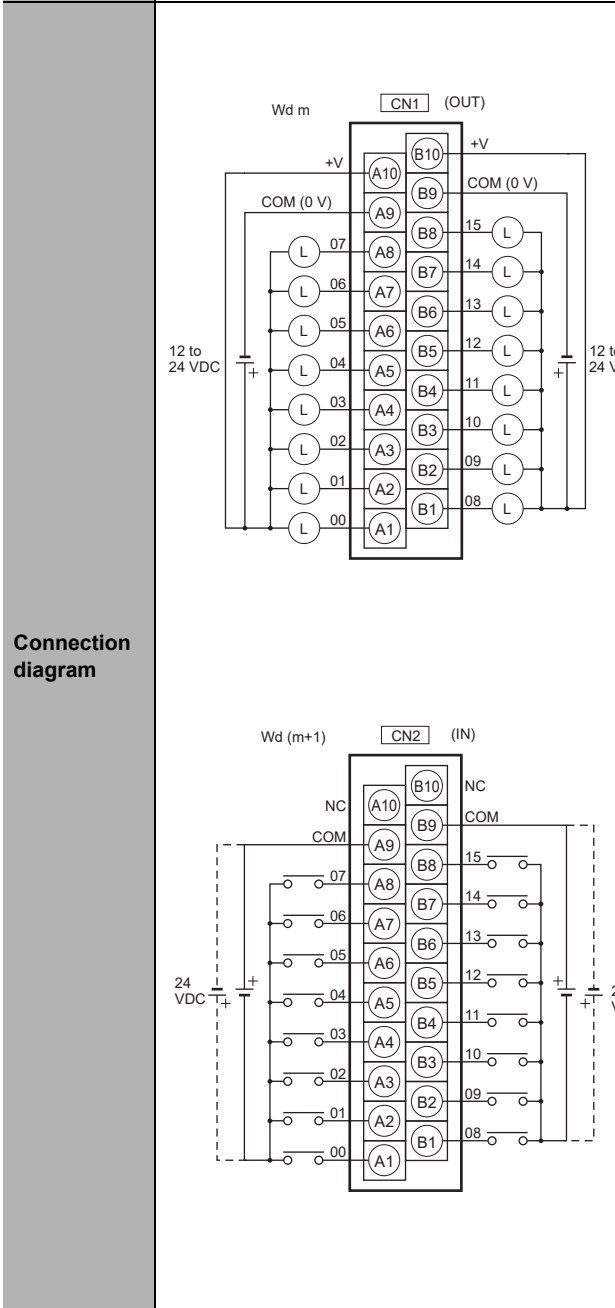 Connection
diagram
Wd m
CN1 (OUT)
+V
A10
B10
+V
COM (0 V)
A9
B9
COM (0 V)
07
L
A8
B8
15
L
06
L
A7
B7
14
L
05
L
A6
B6
13
L
04
L
A5
B5
12
L
03
L
A4
B4
11
L
02
L
A3
B3
10
L
01
L
A2
B2
09
L
00
L
A1
B1
08
L
12 to
24 VDC
+
+
12
24
Wd (m+1)
CN2 (IN)
NC
A10
B10
NC
COM
A9
B9
COM
07
A8
B8
15
06
A7
B7
14
05
A6
B6
13
04
A5
B5
12
03
A4
B4
11
02
A3
B3
10
01
A2
B2
09
00
A1
B1
08
24
VDC
+
+
+
+